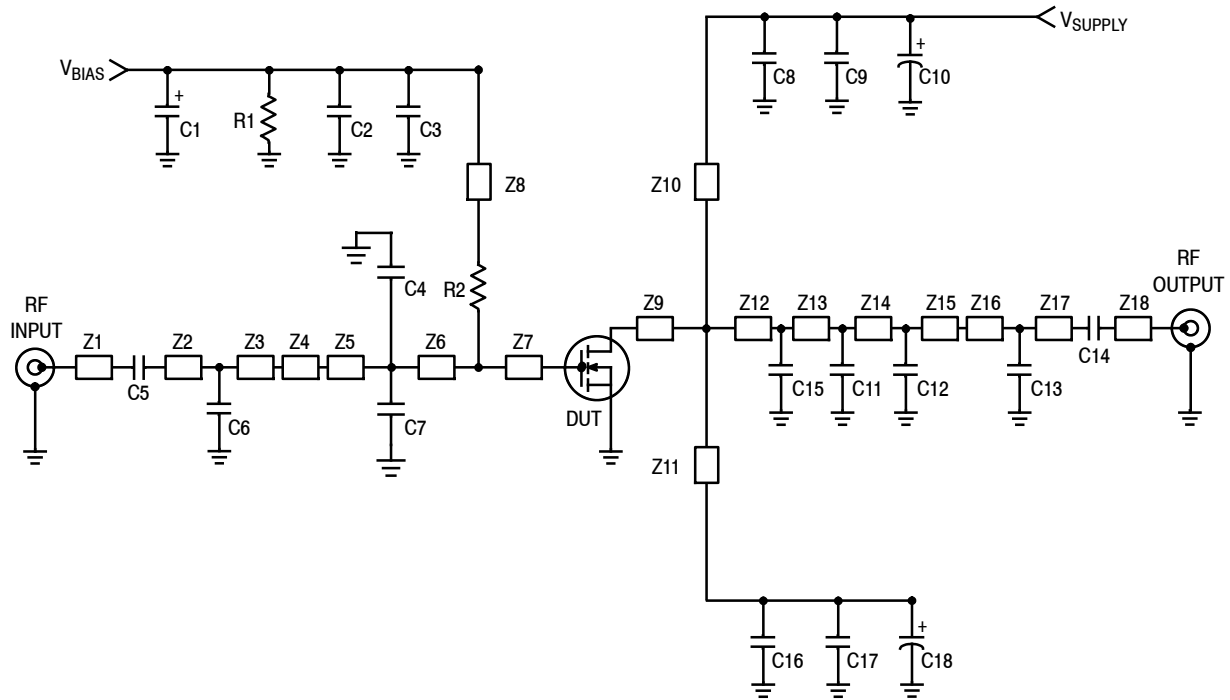 VSUPPLY
C8
C9
+
C10
VBIAS
+
C1
R1
C2
C3
Z8
Z10
C4
R2
RF
INPUT
Z1
C5
Z2
Z3
Z4
Z5
Z6
Z7
C6
C7
DUT
Z9
Z12
Z13
Z14
Z15
Z16
Z17
Z18
RF
OUTPUT
C14
C15
C11
C12
C13
Z11
C16
C17
+
C18